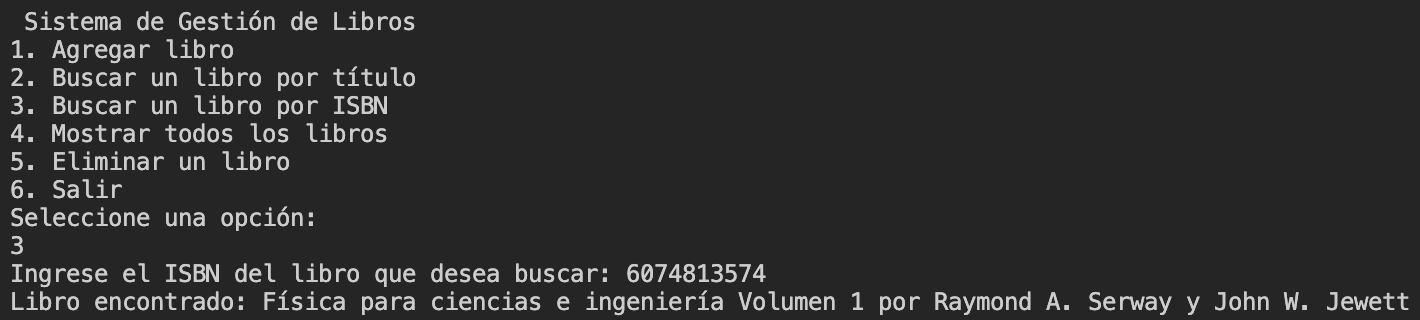 Sistema de Gestión de Libros
1. Agregar libro
2. Buscar un libro por título
3. Buscar un libro por ISBN
4. Mostrar todos los libros
5. Eliminar un libro
6. Salir
Seleccione una opción:
3
Ingrese el ISBN del libro que desea buscar: 6074813574
Libro encontrado: Física para ciencias e ingeniería Volumen 1 por Raymond A. Serway y John W. Jewett